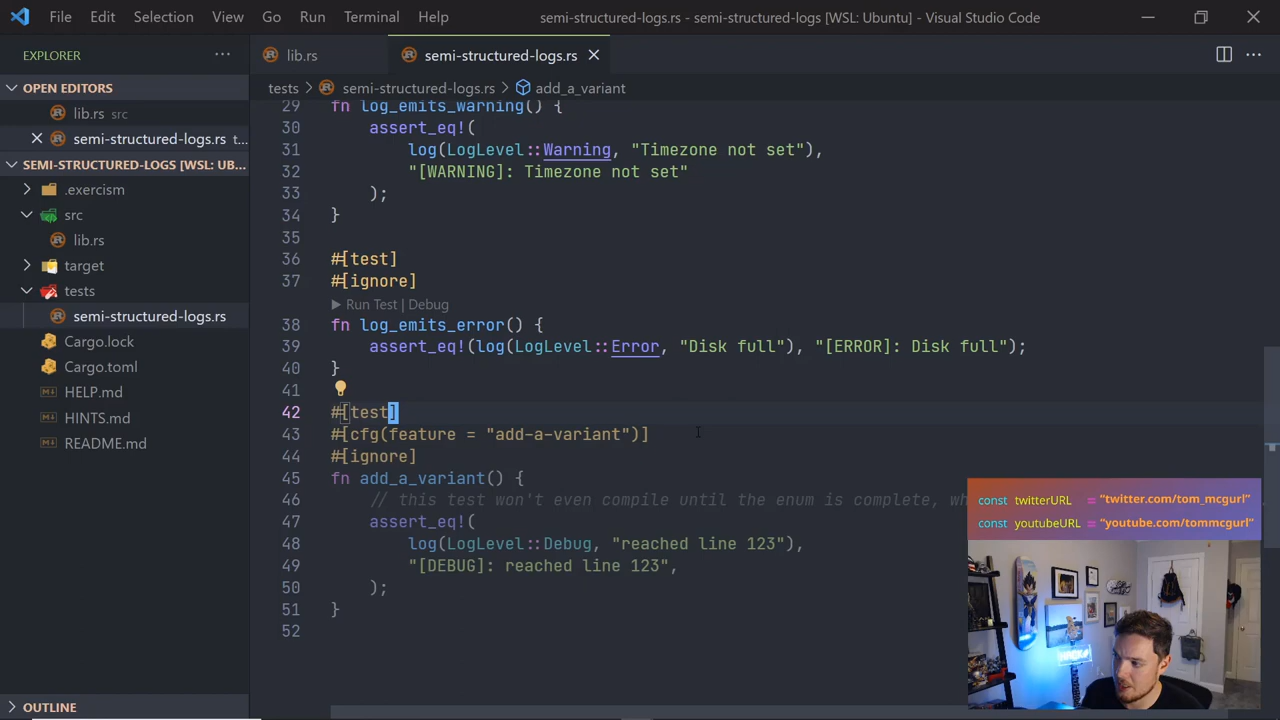 File Edit Selection View Go Run Terminal Help semi-structured-logs.rs - semi-structured-logs [WSL: Ubuntu] - Visual Studio Code
EXPLORER
lib.rs
semi-structured-logs.rs
OPEN EDITORS
lib.rs src
semi-structured-logs.rs t...
SEMI-STRUCTURED-LOGS [WSL: UB...
.exercism
src
lib.rs
target
tests
semi-structured-logs.rs
Cargo.lock
Cargo.toml
HELP.md
HINTS.md
README.md
OUTLINE
tests semi-structured-logs.rs add_a_variant
29 fn log_emits_warning() {
30 assert_eq!(
31 log(LogLevel::Warning, "Timezone not set"),
32 "[WARNING]: Timezone not set"
33 );
34 }
35
36 #[test]
37 #[ignore]
Run Test | Debug
38 fn log_emits_error() {
39 assert_eq!(log(LogLevel::Error, "Disk full"), "[ERROR]: Disk full");
40 }
41
42 #[test]
43 #[cfg(feature = "add-a-variant")]
44 #[ignore]
45 fn add_a_variant() {
46 // this test won't even compile until the enum is complete, wh
47 assert_eq!(
48 log(LogLevel::Debug, "reached line 123"),
49 "[DEBUG]: reached line 123",
50 );
51 }
52
const twitterURL = "twitter.com/tom_mcgurl"
const youtubeURL = "youtube.com/tommcgurl"